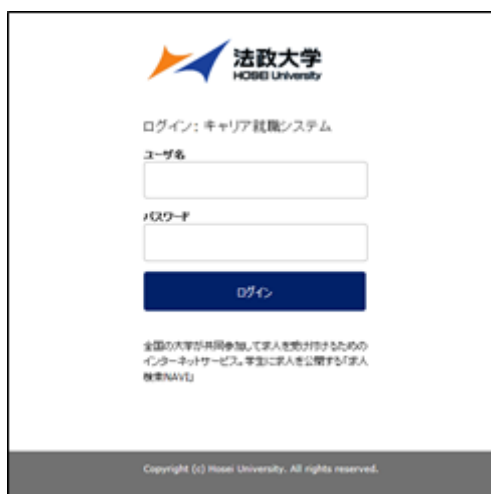 法政大学
HOSEI University
ログイン: キャリア就職システム
ユーザ名
パスワード
ログイン
全国の大学が共同参加して求人を受け付けるための
インターネットサービス。学生に求人を公開する「求人
検索NAVI」
Copyright (c) Hosei University. All rights reserved.